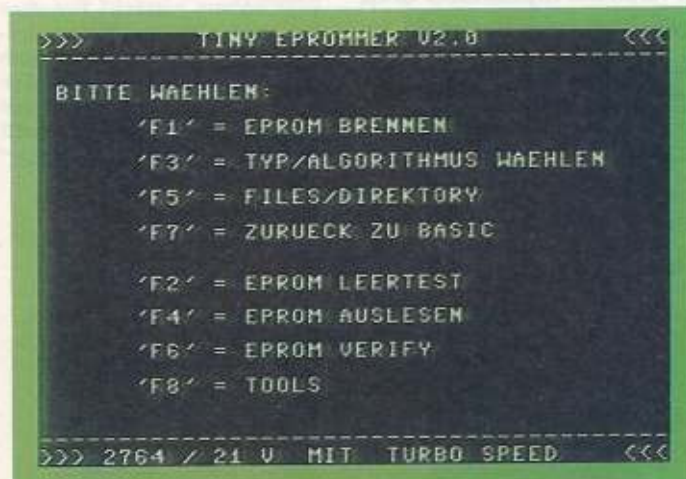 >>> TINY EPROMMER V2.0 <<<
BITTE WAEHLEN:
'F1' = EPROM BRENNEN
'F3' = TYP/ALGORITHMUS WAEHLEN
'F5' = FILES/DIREKTORY
'F7' = ZURUECK ZU BASIC
'F2' = EPROM LEERTEST
'F4' = EPROM AUSLESEN
'F6' = EPROM VERIFY
'F8' = TOOLS
>>> 2764 / 21 V MIT TURBO SPEED <<<